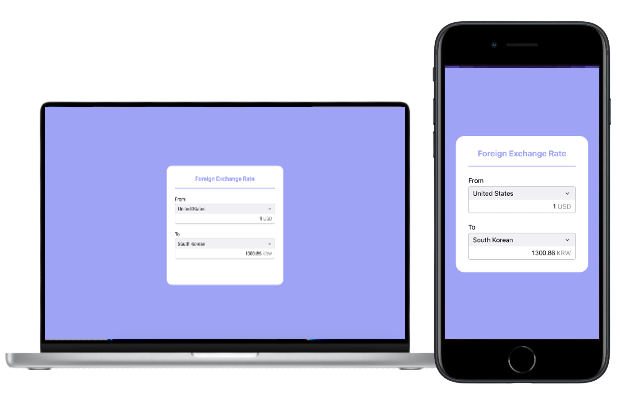 Foreign Exchange Rate
From
United States
1 USD
To
South Korean
1300.86 KRW
Foreign Exchange Rate
From
United States
1 USD
To
South Korean
1300.86 KRW